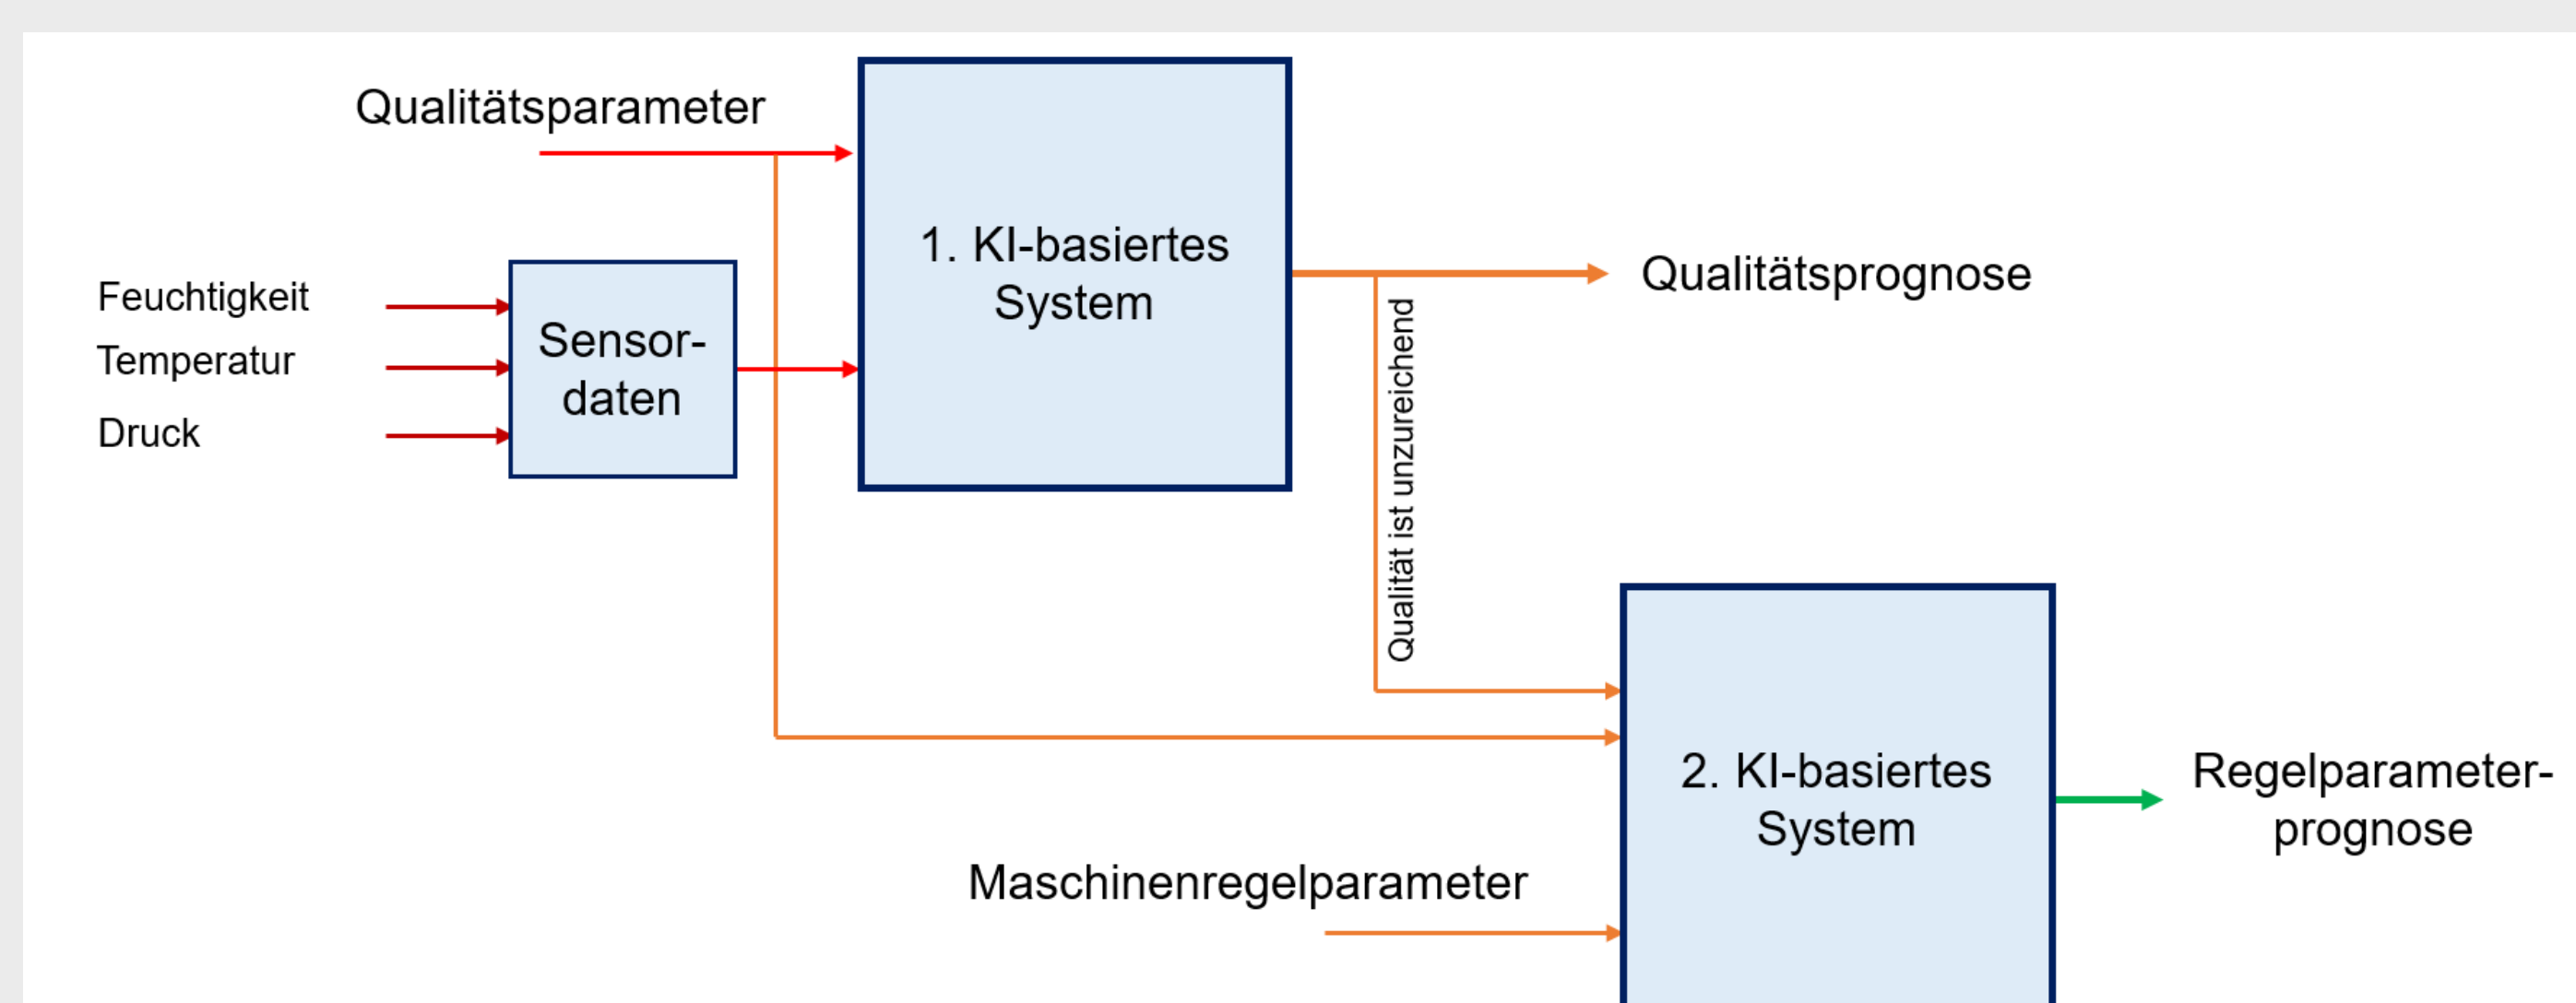 Qualitätsparameter
1. KI-basiertes
System
Qualitätsprognose
Feuchtigkeit
Temperatur
Druck
Sensor-
daten
Qualität ist unzureichend
2. KI-basiertes
System
Regelparameter-
prognose
Maschinenregelparameter